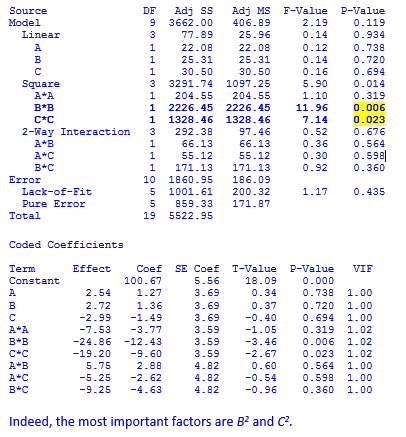 Source DF Adj SS Adj MS F-Value P-Value
Model 9 3662.00 406.89 2.19 0.119
Linear 3 77.89 25.96 0.14 0.934
A 1 22.08 22.08 0.12 0.738
B 1 25.31 25.31 0.14 0.720
C 1 30.50 30.50 0.16 0.694
Square 3 3291.74 1097.25 5.90 0.014
A*A 1 204.55 204.55 1.10 0.319
B*B 1 2226.45 2226.45 11.96 0.006
C*C 1 1328.46 1328.46 7.14 0.023
2-Way Interaction 3 292.38 97.46 0.52 0.676
A*B 1 66.13 66.13 0.36 0.564
A*C 1 55.12 55.12 0.30 0.598
B*C 1 171.13 171.13 0.92 0.360
Error 10 1860.95 186.09
Lack-of-Fit 5 1001.61 200.32 1.17 0.435
Pure Error 5 859.33 171.87
Total 19 5522.95
Coded Coefficients
Term Effect Coef SE Coef T-Value P-Value VIF
Constant 100.67 5.56 18.09 0.000
A 2.54 1.27 3.69 0.34 0.738 1.00
B 2.72 1.36 3.69 0.37 0.720 1.00
C -2.99 -1.49 3.69 -0.40 0.694 1.00
A*A -7.53 -3.77 3.59 -1.05 0.319 1.02
B*B -24.86 -12.43 3.59 -3.46 0.006 1.02
C*C -19.20 -9.60 3.59 -2.67 0.023 1.02
A*B 5.75 2.88 4.82 0.60 0.564 1.00
A*C -5.25 -2.62 4.82 -0.54 0.598 1.00
B*C -9.25 -4.63 4.82 -0.96 0.360 1.00
Indeed, the most important factors are B² and C².